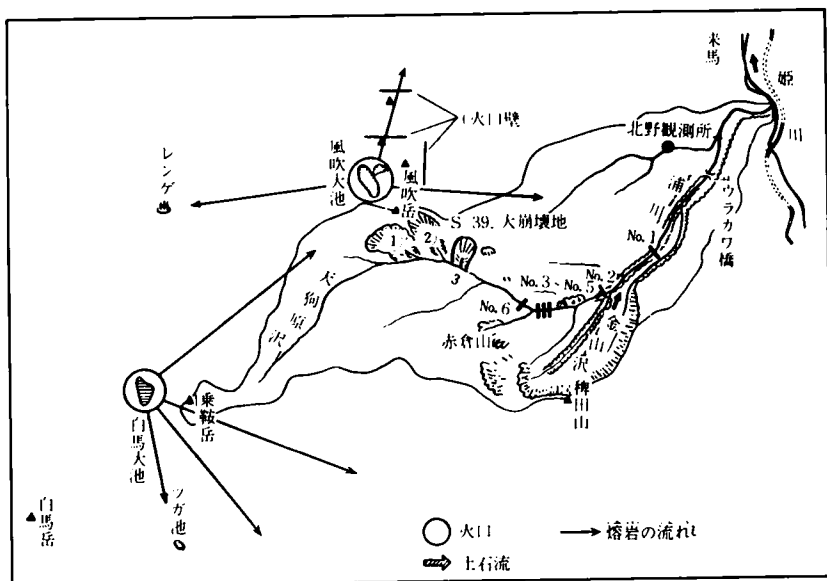 来馬
姫川
火口壁
北野観測所
風吹大池
風吹岳
レンゲ
S 39. 大崩壊地
浦川
ウラカワ橋
1
2
3
No.1
No.2
No.3~No.5
No.6
天狗原沢
赤倉山
金山沢
稗田山
乗鞍岳
白馬大池
ツガ池
白馬岳
火口
熔岩の流れ
土石流